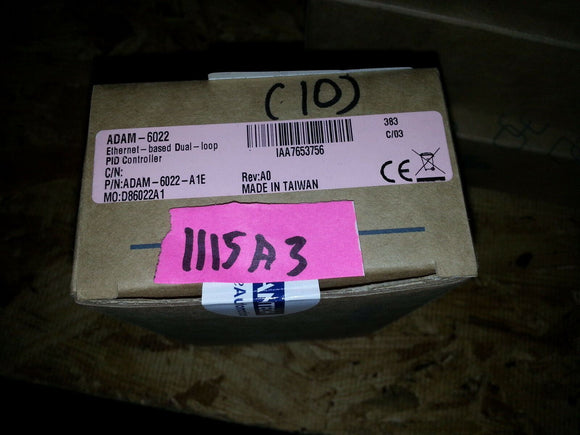 (10)
ADAM-6022
Ethernet-based Dual-loop
PID Controller
C/N:
P/N:ADAM-6022-A1E
MO:D86022A1
IAA7653756
Rev:A0
MADE IN TAIWAN
383
C/03
CE
1115A3